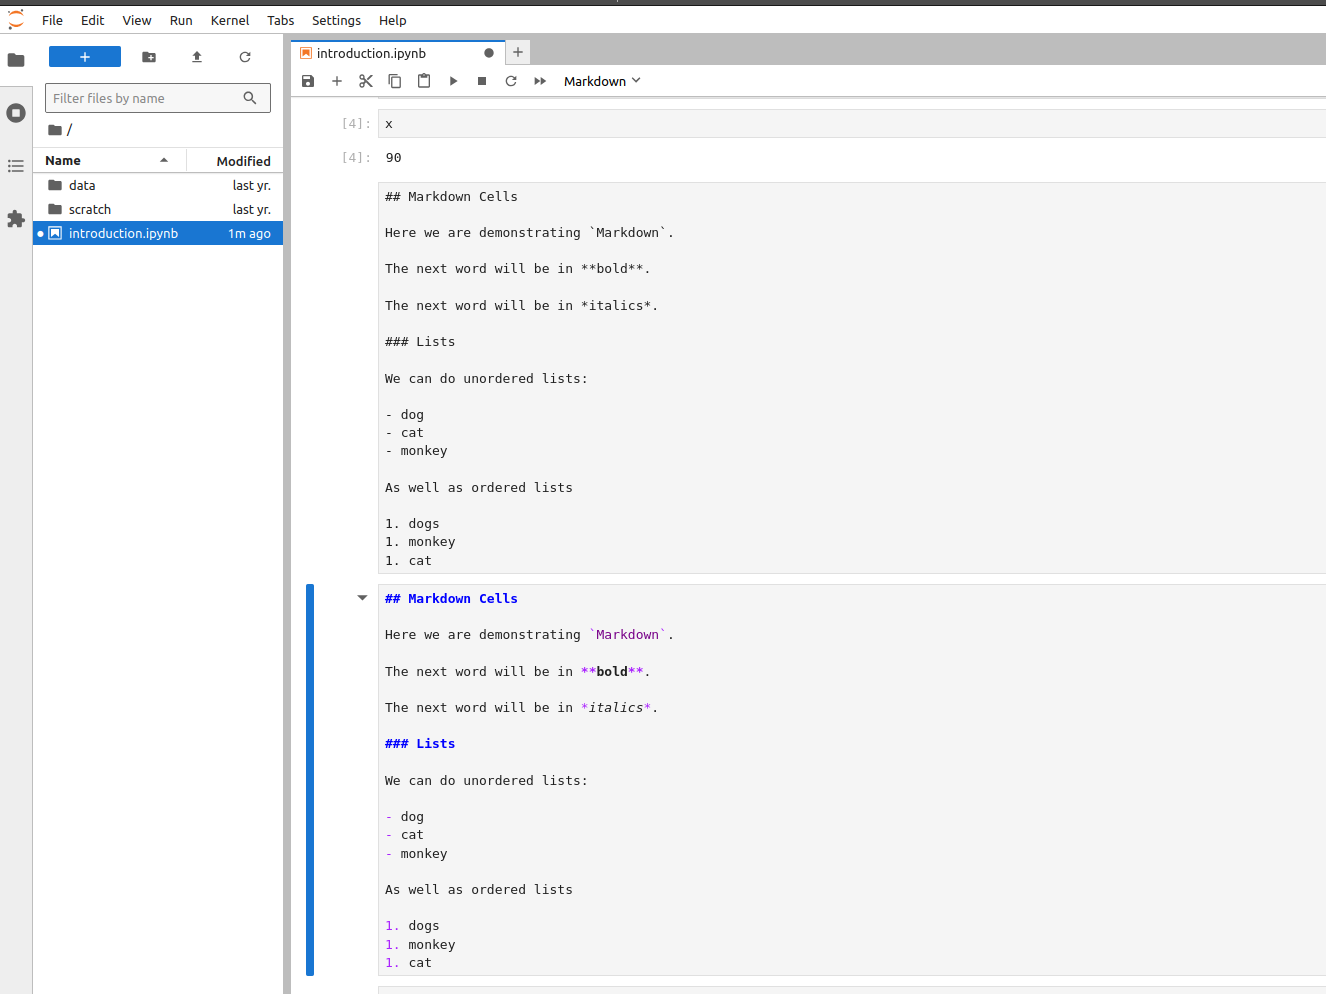 File Edit View Run Kernel Tabs Settings Help
introduction.ipynb
Markdown
Filter files by name
/
Name Modified
data last yr.
scratch last yr.
introduction.ipynb 1m ago
[4]: x
[4]: 90
## Markdown Cells
Here we are demonstrating `Markdown`.
The next word will be in **bold**.
The next word will be in *italics*.
### Lists
We can do unordered lists:
- dog
- cat
- monkey
As well as ordered lists
1. dogs
1. monkey
1. cat
## Markdown Cells
Here we are demonstrating `Markdown`.
The next word will be in **bold**.
The next word will be in *italics*.
### Lists
We can do unordered lists:
- dog
- cat
- monkey
As well as ordered lists
1. dogs
1. monkey
1. cat